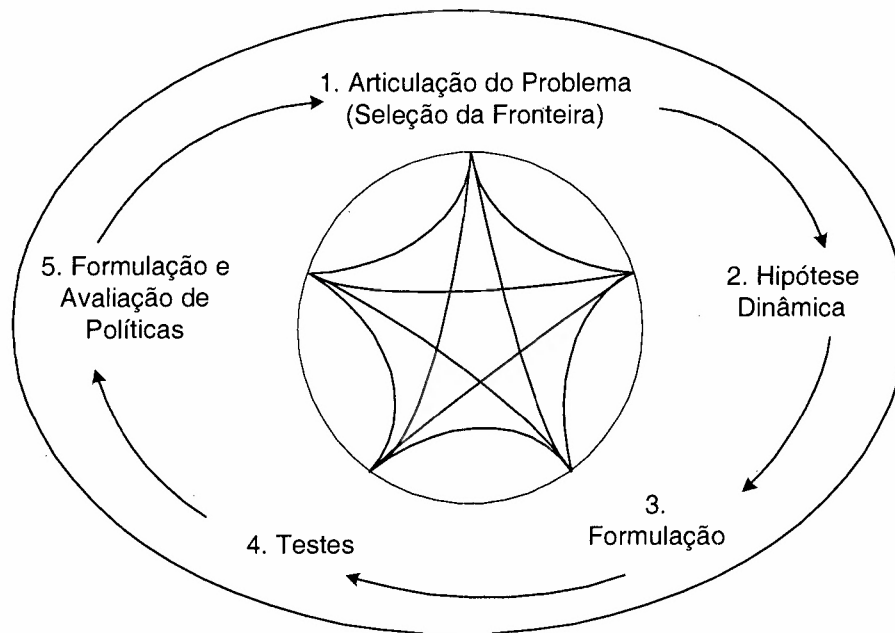 1. Articulação do Problema
(Seleção da Fronteira)
2. Hipótese
Dinâmica
3.
Formulação
4. Testes
5. Formulação e
Avaliação de
Políticas